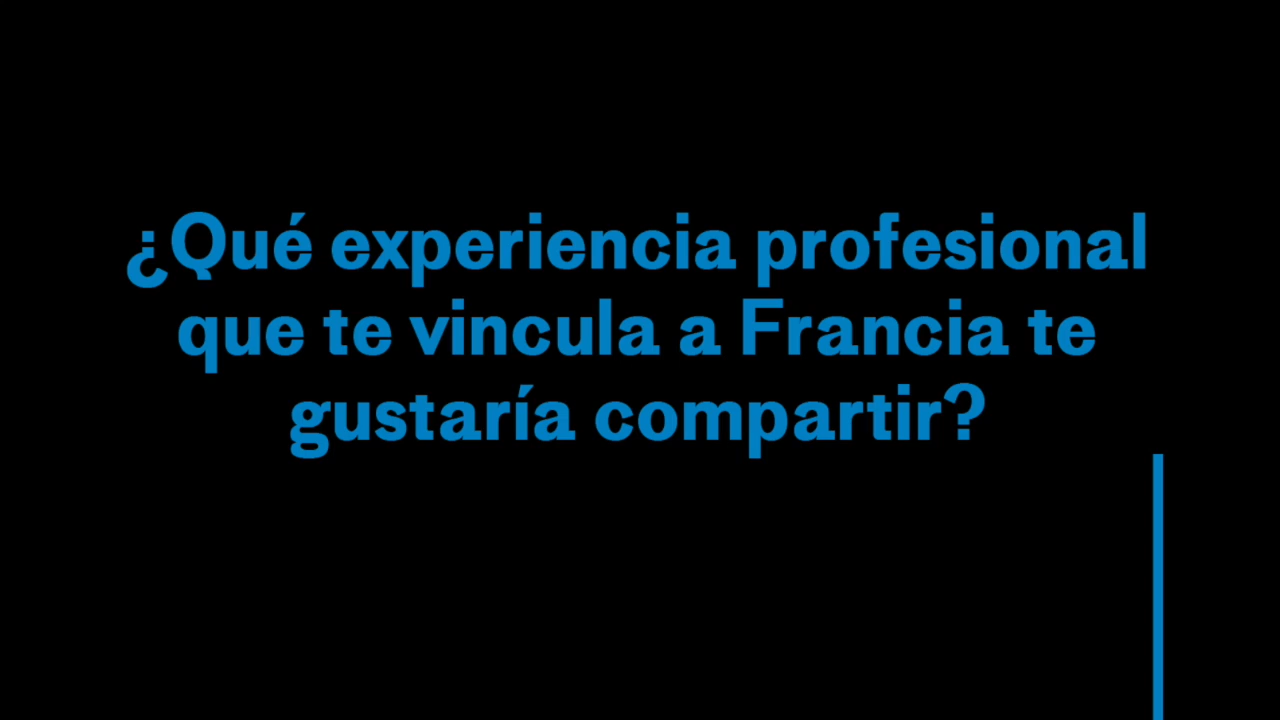 ¿Qué experiencia profesional
que te vincula a Francia te
gustaría compartir?